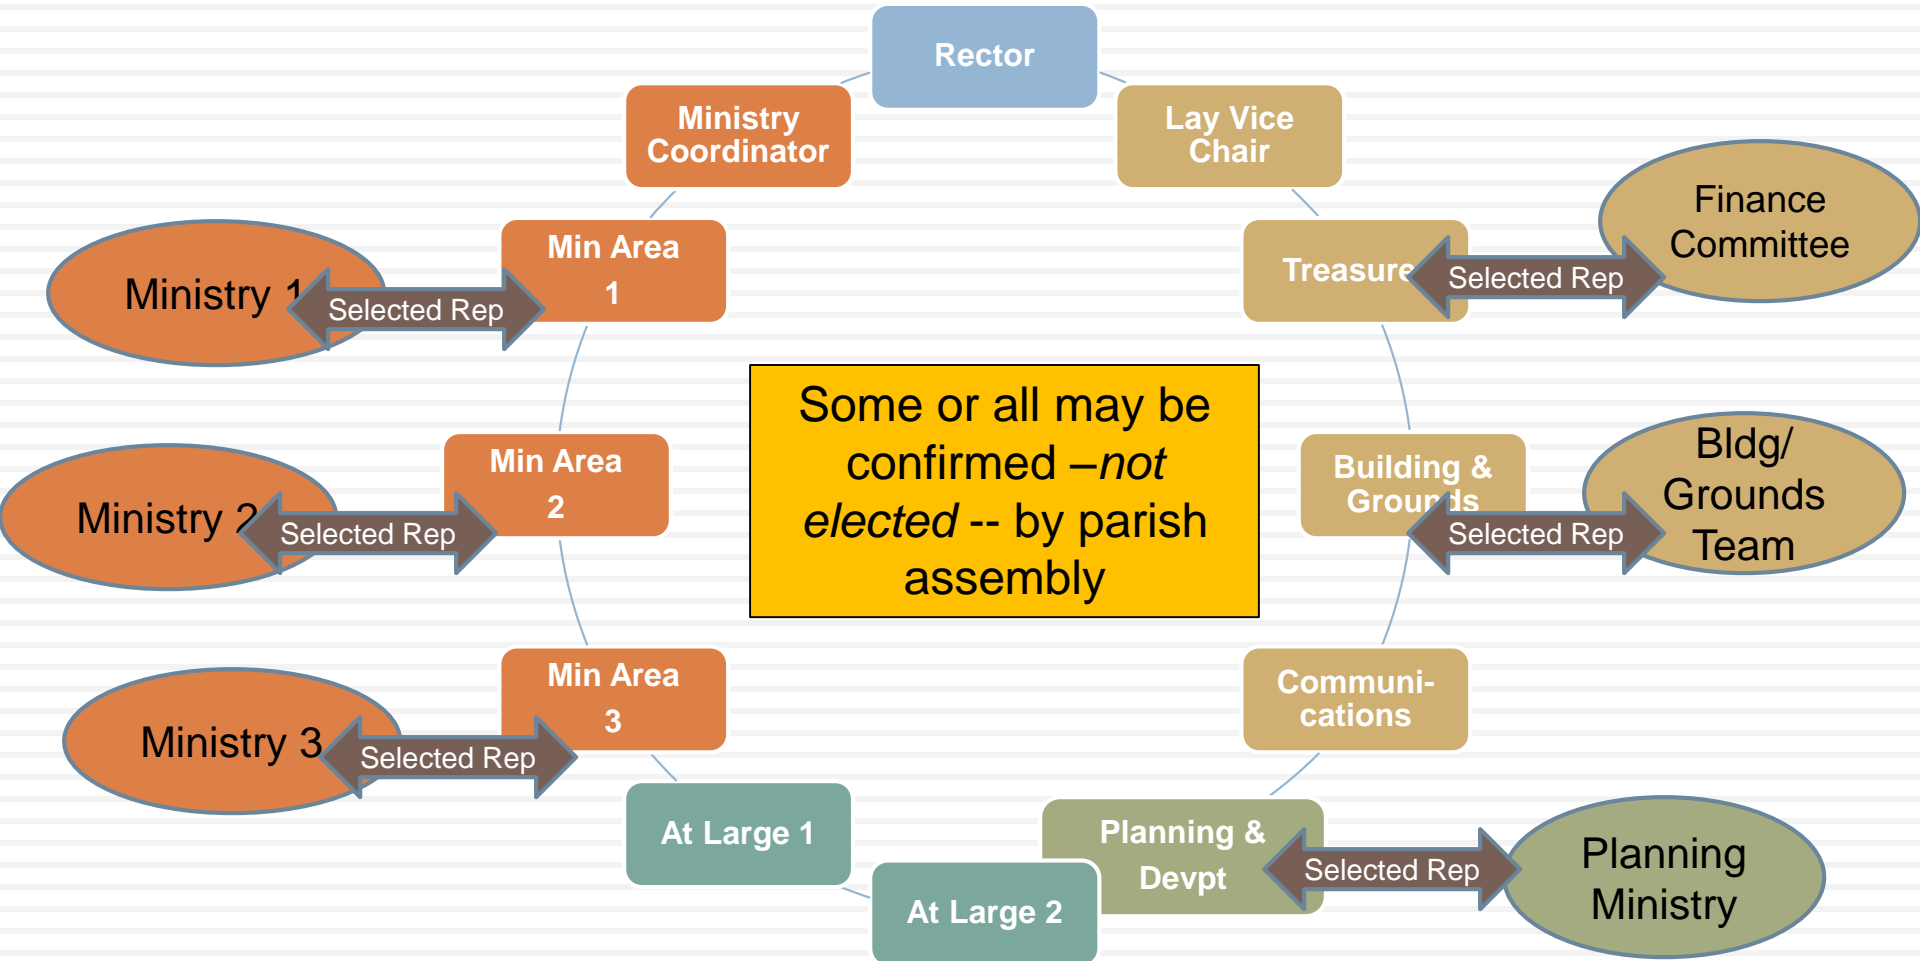 Rector
Ministry
Coordinator
Lay Vice
Chair
Finance
Committee
Ministry 1
Selected Rep
Min Area
1
Treasurer
Selected Rep
Some or all may be
confirmed –not
elected -- by parish
assembly
Ministry 2
Selected Rep
Min Area
2
Building &
Grounds
Selected Rep
Bldg/
Grounds
Team
Ministry 3
Selected Rep
Min Area
3
Communi-
cations
At Large 1
At Large 2
Planning &
Devpt
Selected Rep
Planning
Ministry